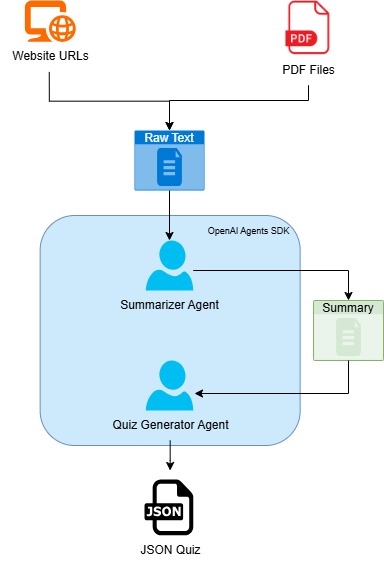 Website URLs
PDF
PDF Files
Raw Text
OpenAI Agents SDK
Summarizer Agent
Summary
Quiz Generator Agent
JSON
JSON Quiz